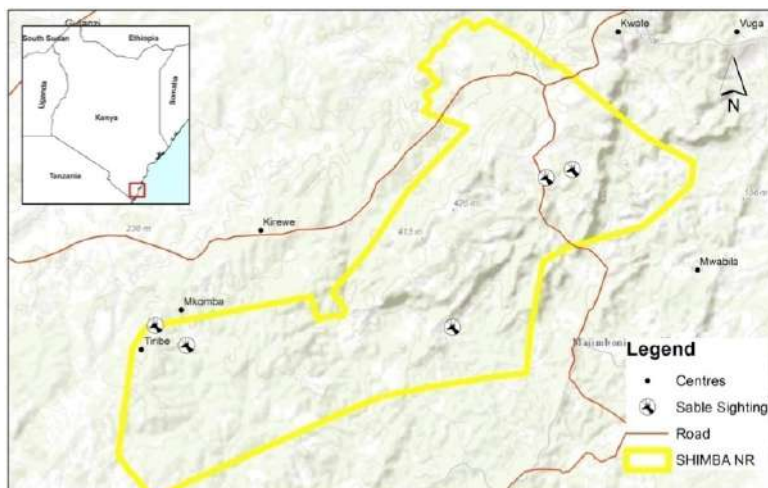 South Sudan
Ethiopia
Uganda
Kenya
Somalia
Tanzania
Kwale
Vuga
N
Kirewe
Mkomba
Tiribe
Mwabila
Majimboni
Legend
Centres
Sable Sighting
Road
SHIMBA NR